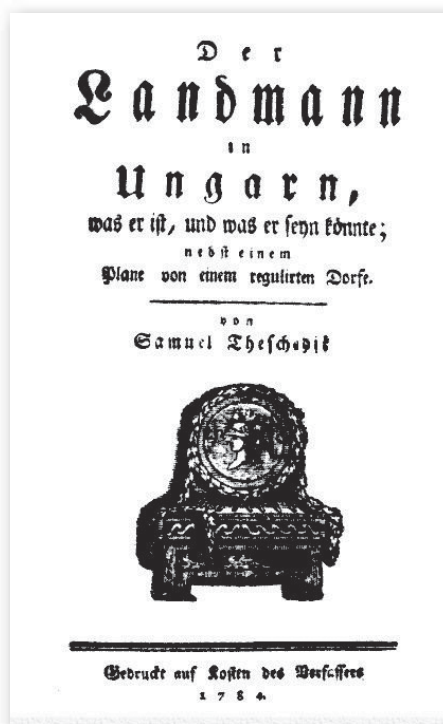 Der
Landmann
in
Ungarn,
was er ist, und was er seyn könnte;
nebst einem
Plane von einem regulirten Dorfe.
von
Samuel Theschedik
Gedruckt auf Kosten des Verfassers
1784.